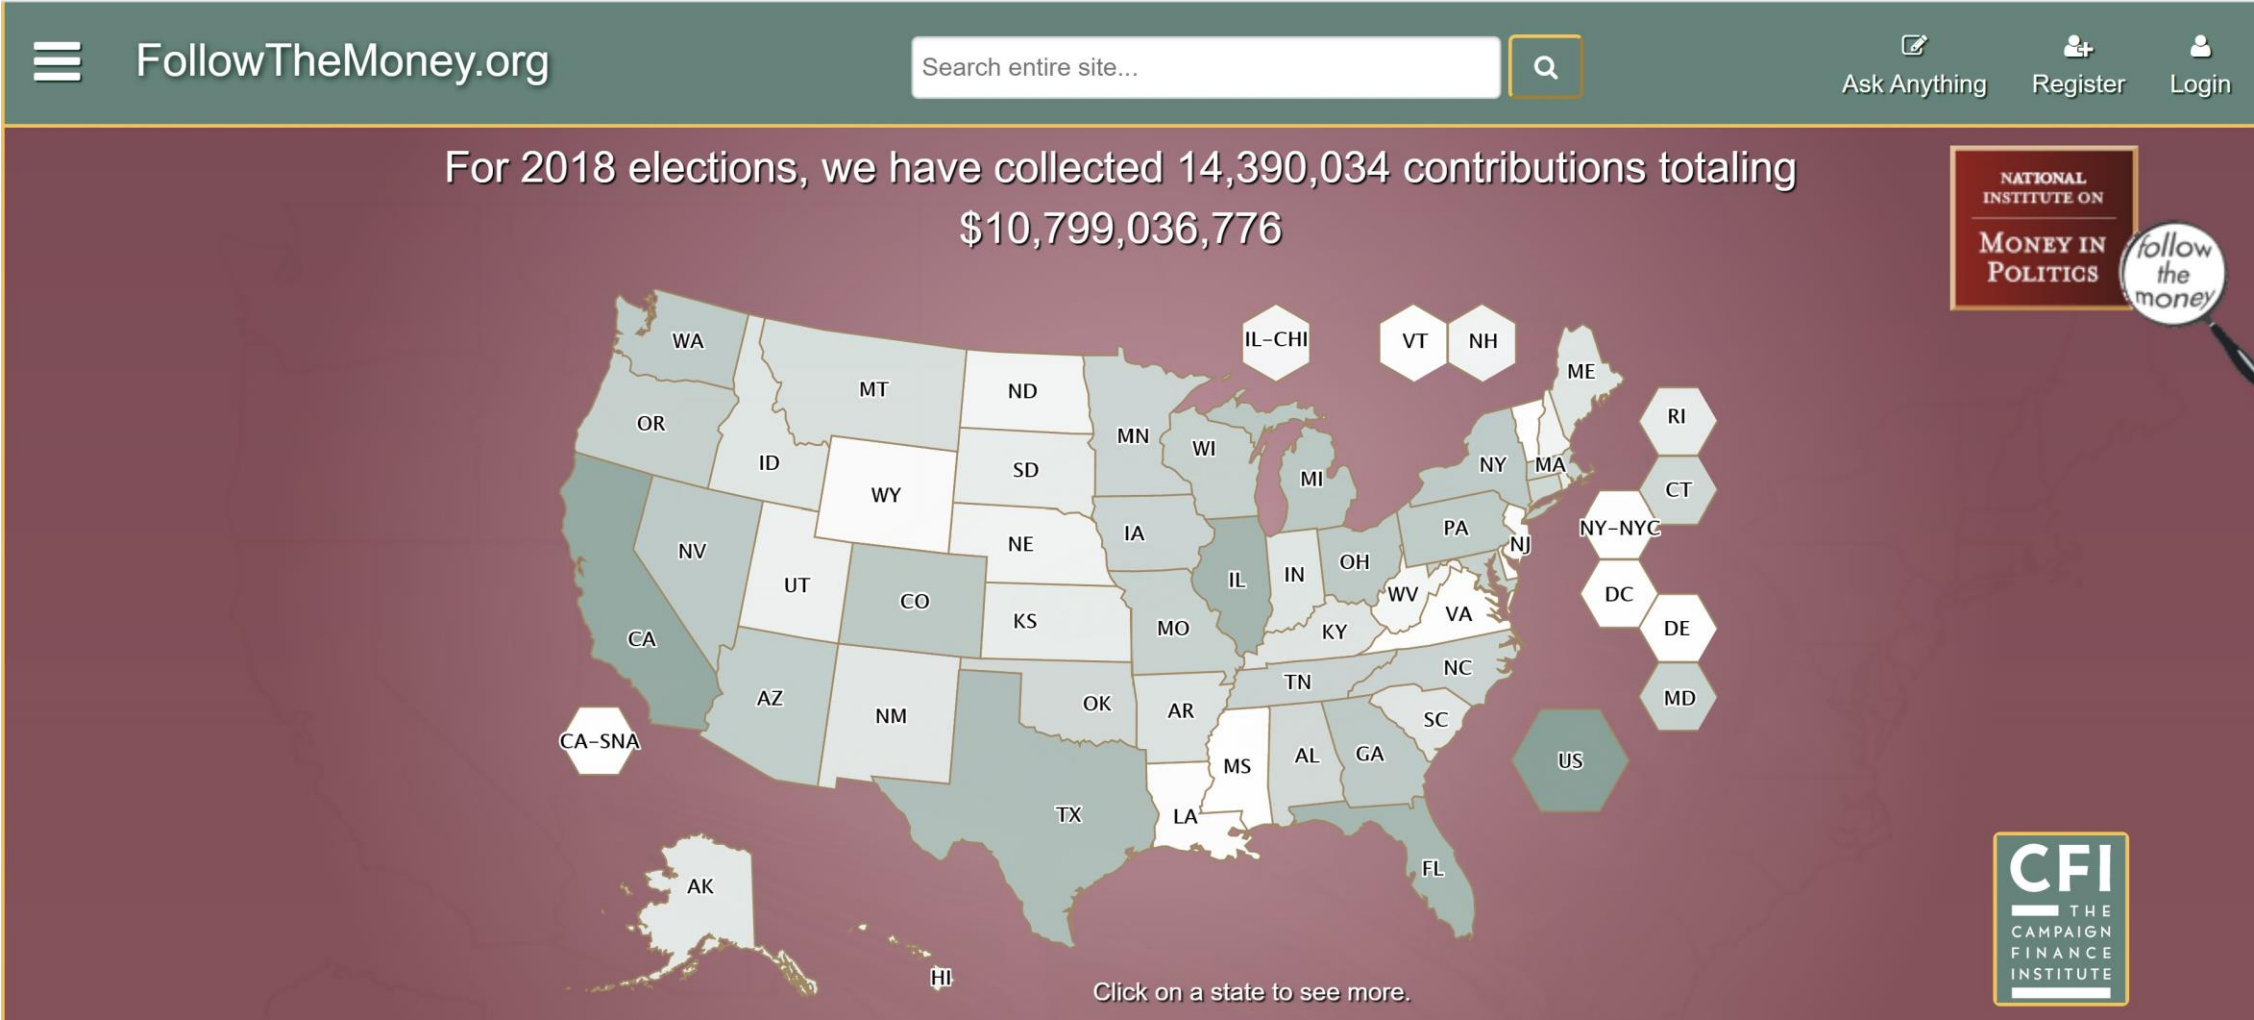 FollowTheMoney.org
Search entire site...
Ask Anything
Register
Login
For 2018 elections, we have collected 14,390,034 contributions totaling
$10,799,036,776
NATIONAL
INSTITUTE ON
MONEY IN
POLITICS
follow
the
money
WA
MT
ND
OR
ID
WY
SD
MN
WI
MI
IL-CHI
VT
NH
ME
RI
NY
MA
CT
NY-NYC
NV
UT
CO
NE
IA
IL
IN
OH
PA
NJ
DC
DE
MD
CA
KS
MO
KY
WV
VA
CA-SNA
AZ
NM
OK
AR
TN
NC
SC
TX
LA
MS
AL
GA
FL
US
AK
HI
Click on a state to see more.
CFI
THE
CAMPAIGN
FINANCE
INSTITUTE